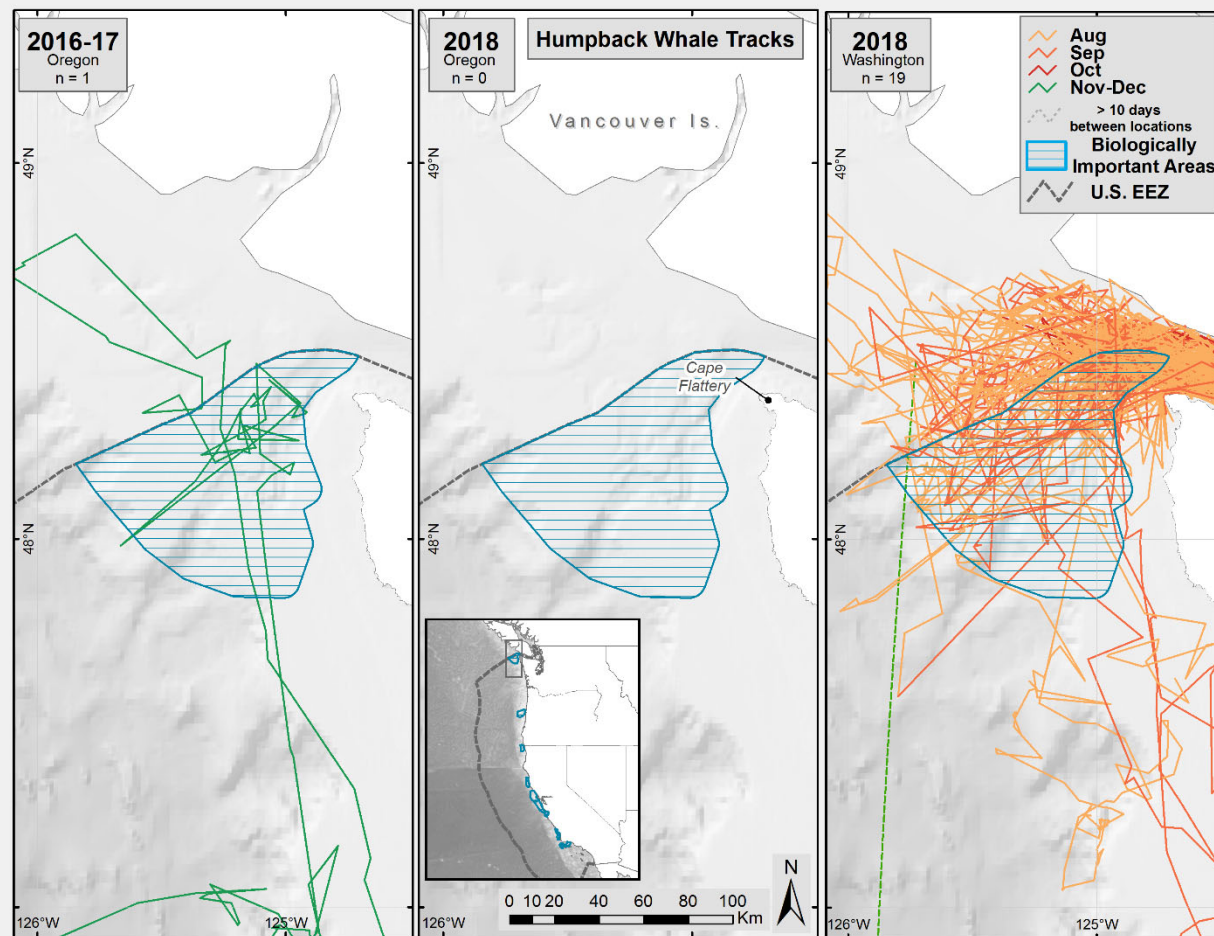 2016-17
Oregon
n = 1
49°N
48°N
126°W
125°W
2018
Oregon
n = 0
Humpback Whale Tracks
Vancouver Is.
49°N
48°N
Cape
Flattery
N
0 10 20 40 60 80 100
Km
2018
Washington
n = 19
Aug
Sep
Oct
Nov-Dec
> 10 days
between locations
Biologically
Important Areas
U.S. EEZ
49°N
48°N
126°W
125°W